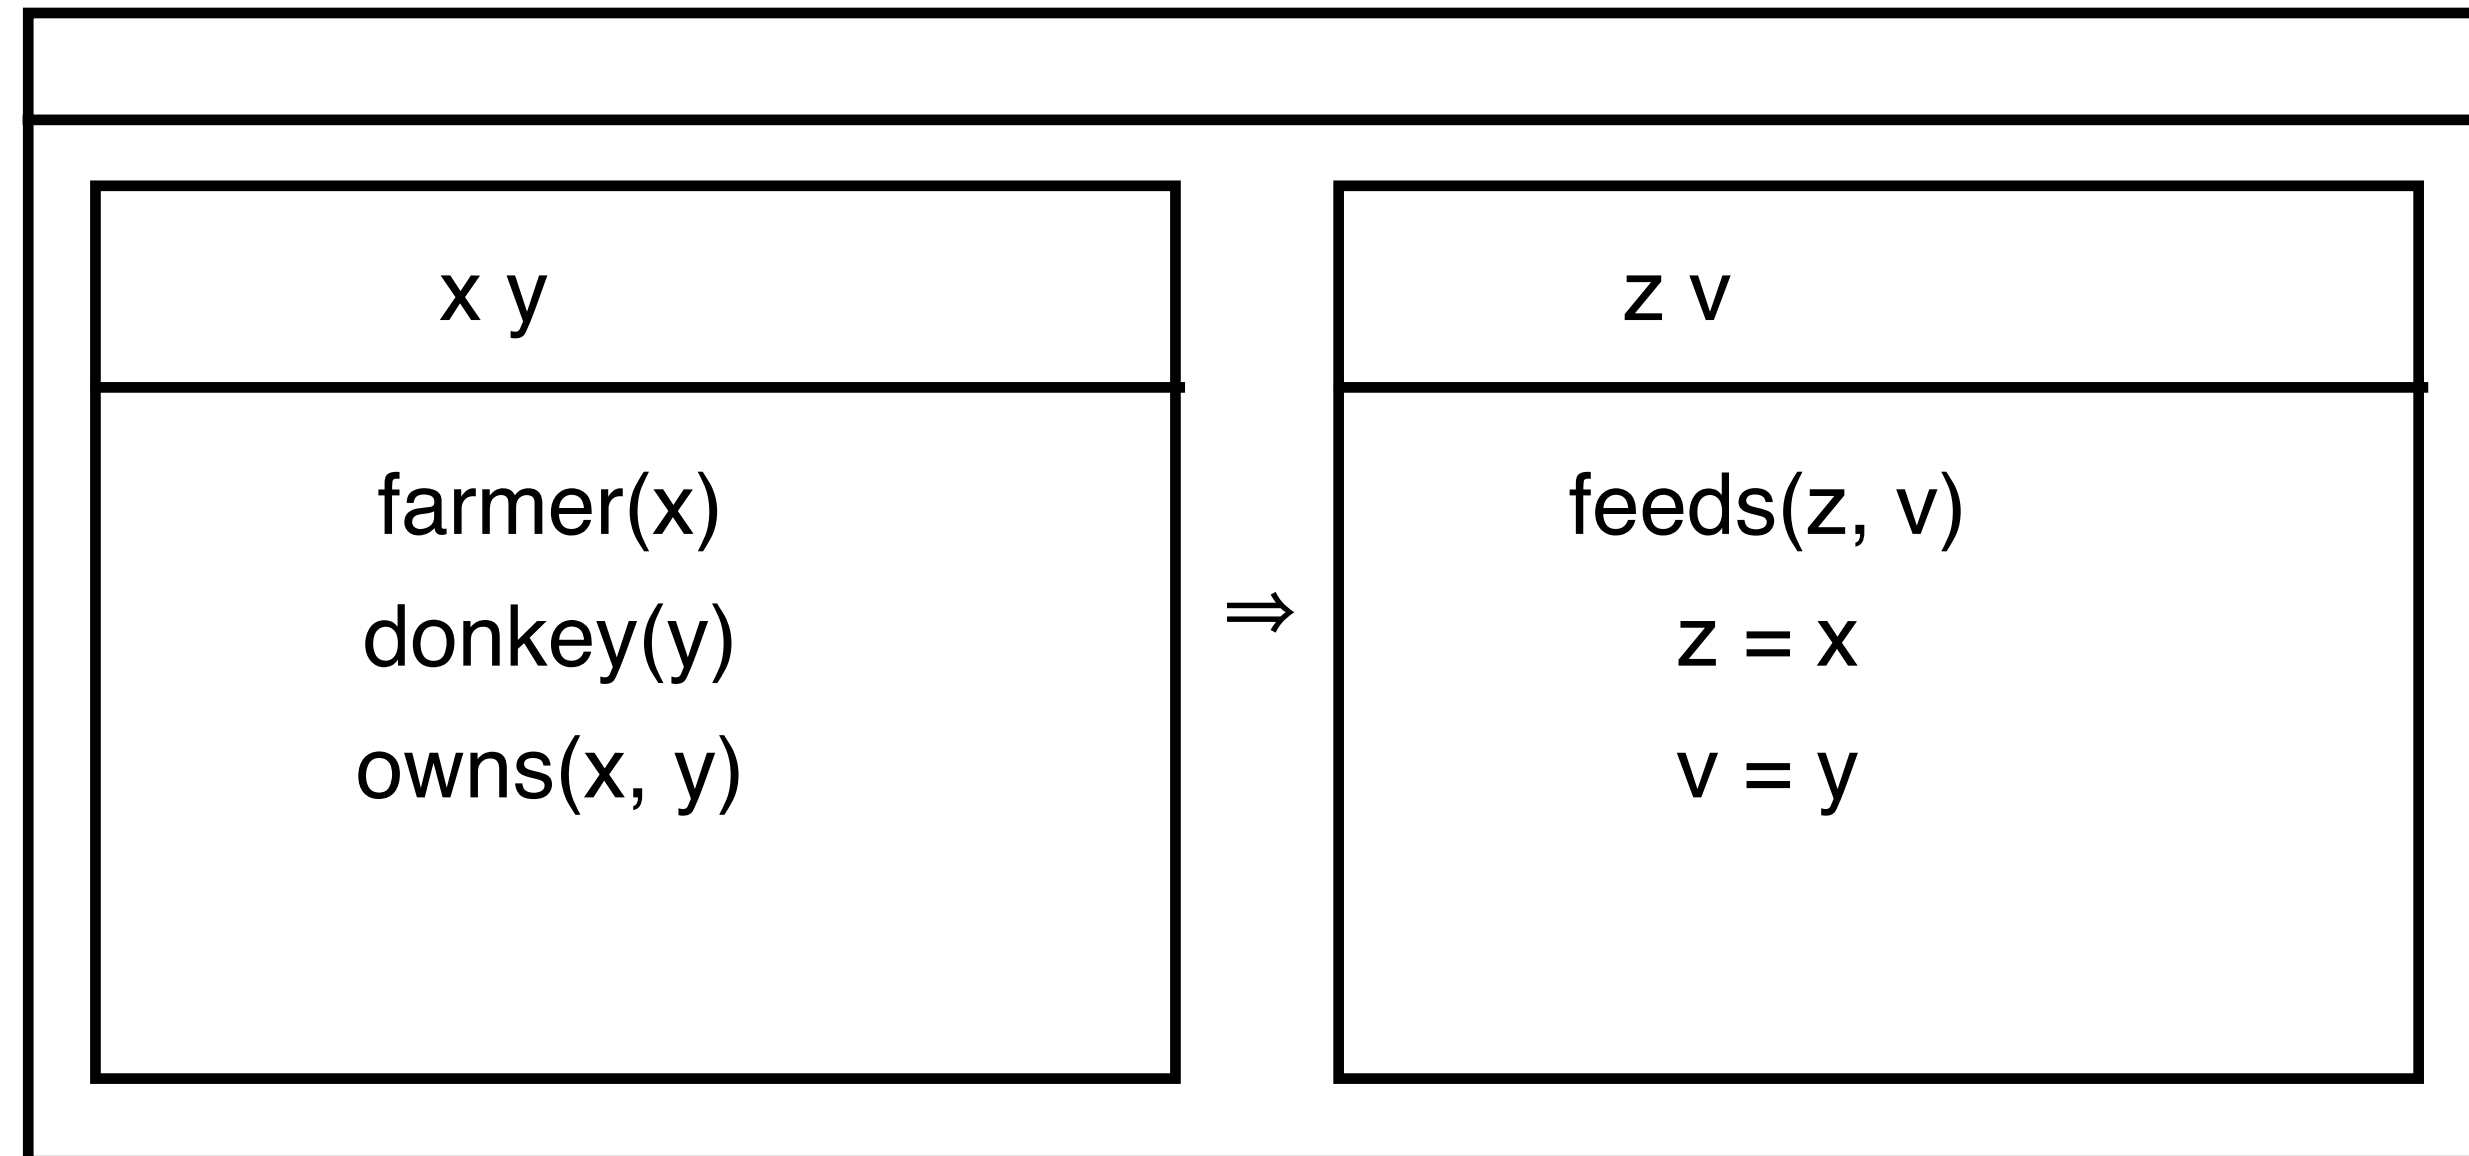 x y
farmer(x)
donkey(y)
owns(x, y)
⇒
z v
feeds(z, v)
z = x
v = y